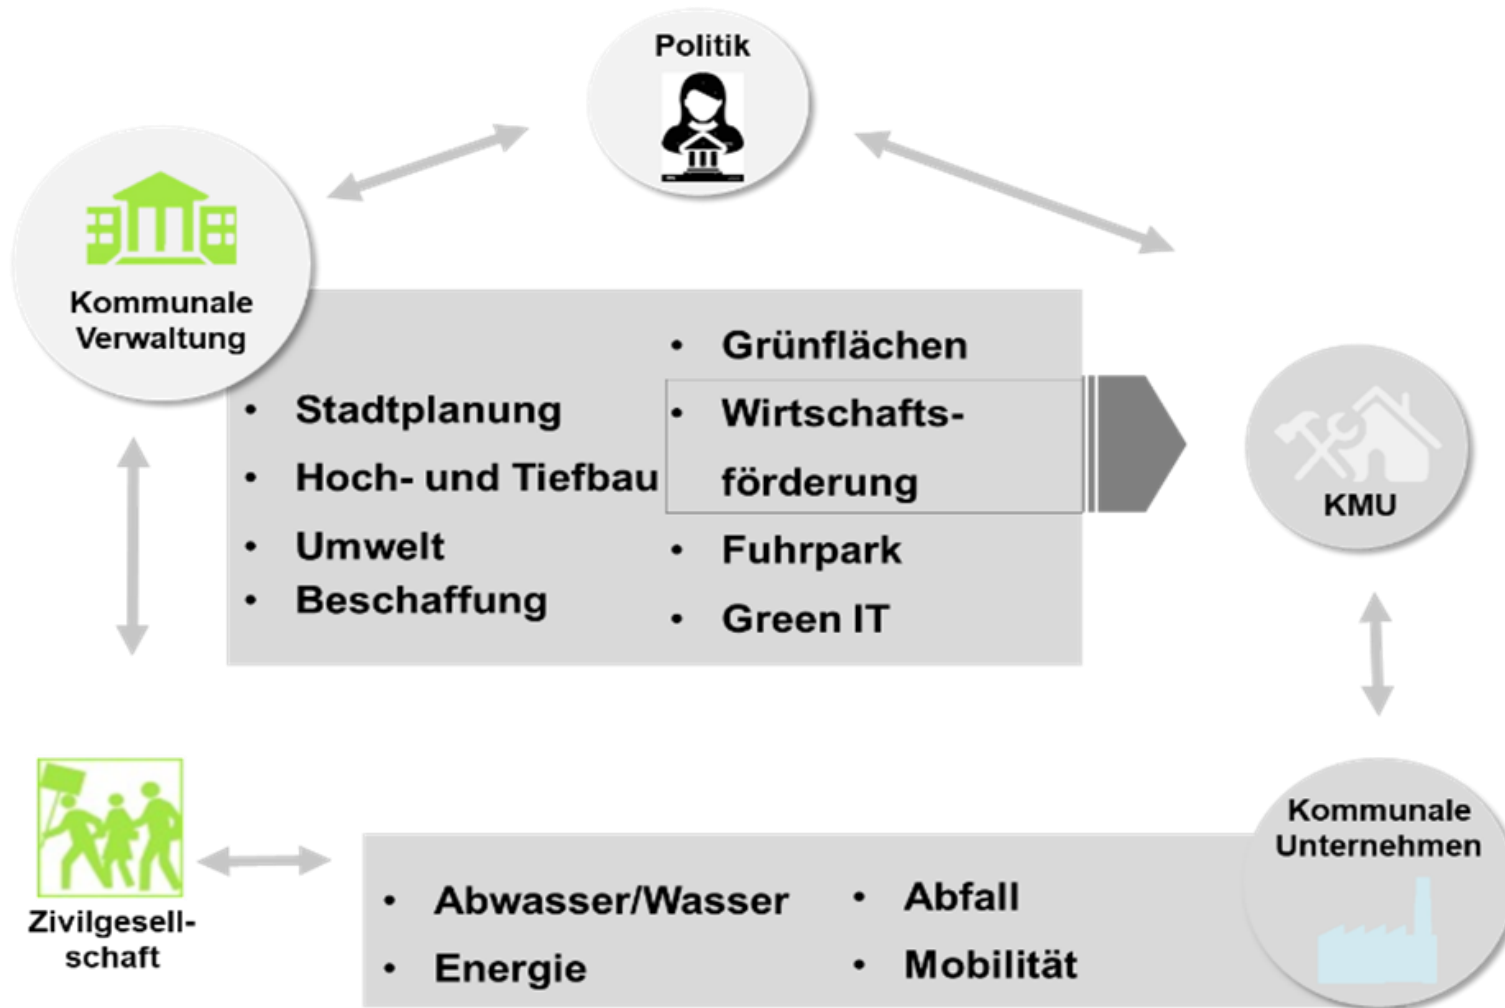 Politik
Kommunale
Verwaltung
• Stadtplanung
• Hoch- und Tiefbau
• Umwelt
• Beschaffung
• Grünflächen
• Wirtschafts-
förderung
• Fuhrpark
• Green IT
KMU
Zivilgesell-
schaft
• Abwasser/Wasser
• Energie
• Abfall
• Mobilität
Kommunale
Unternehmen